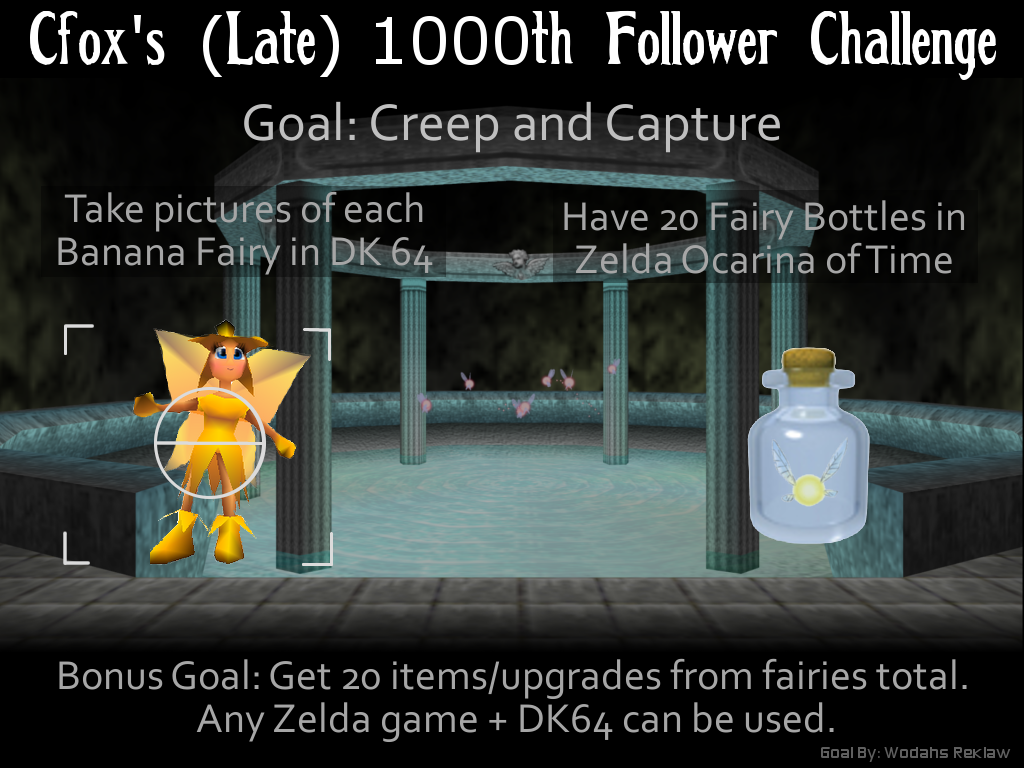 Cfox's (Late) 1000th Follower Challenge
Goal: Creep and Capture
Take pictures of each
Banana Fairy in DK 64
Have 20 Fairy Bottles in
Zelda Ocarina of Time
Bonus Goal: Get 20 items/upgrades from fairies total.
Any Zelda game + DK64 can be used.
Goal By: Wodahs Reklaw